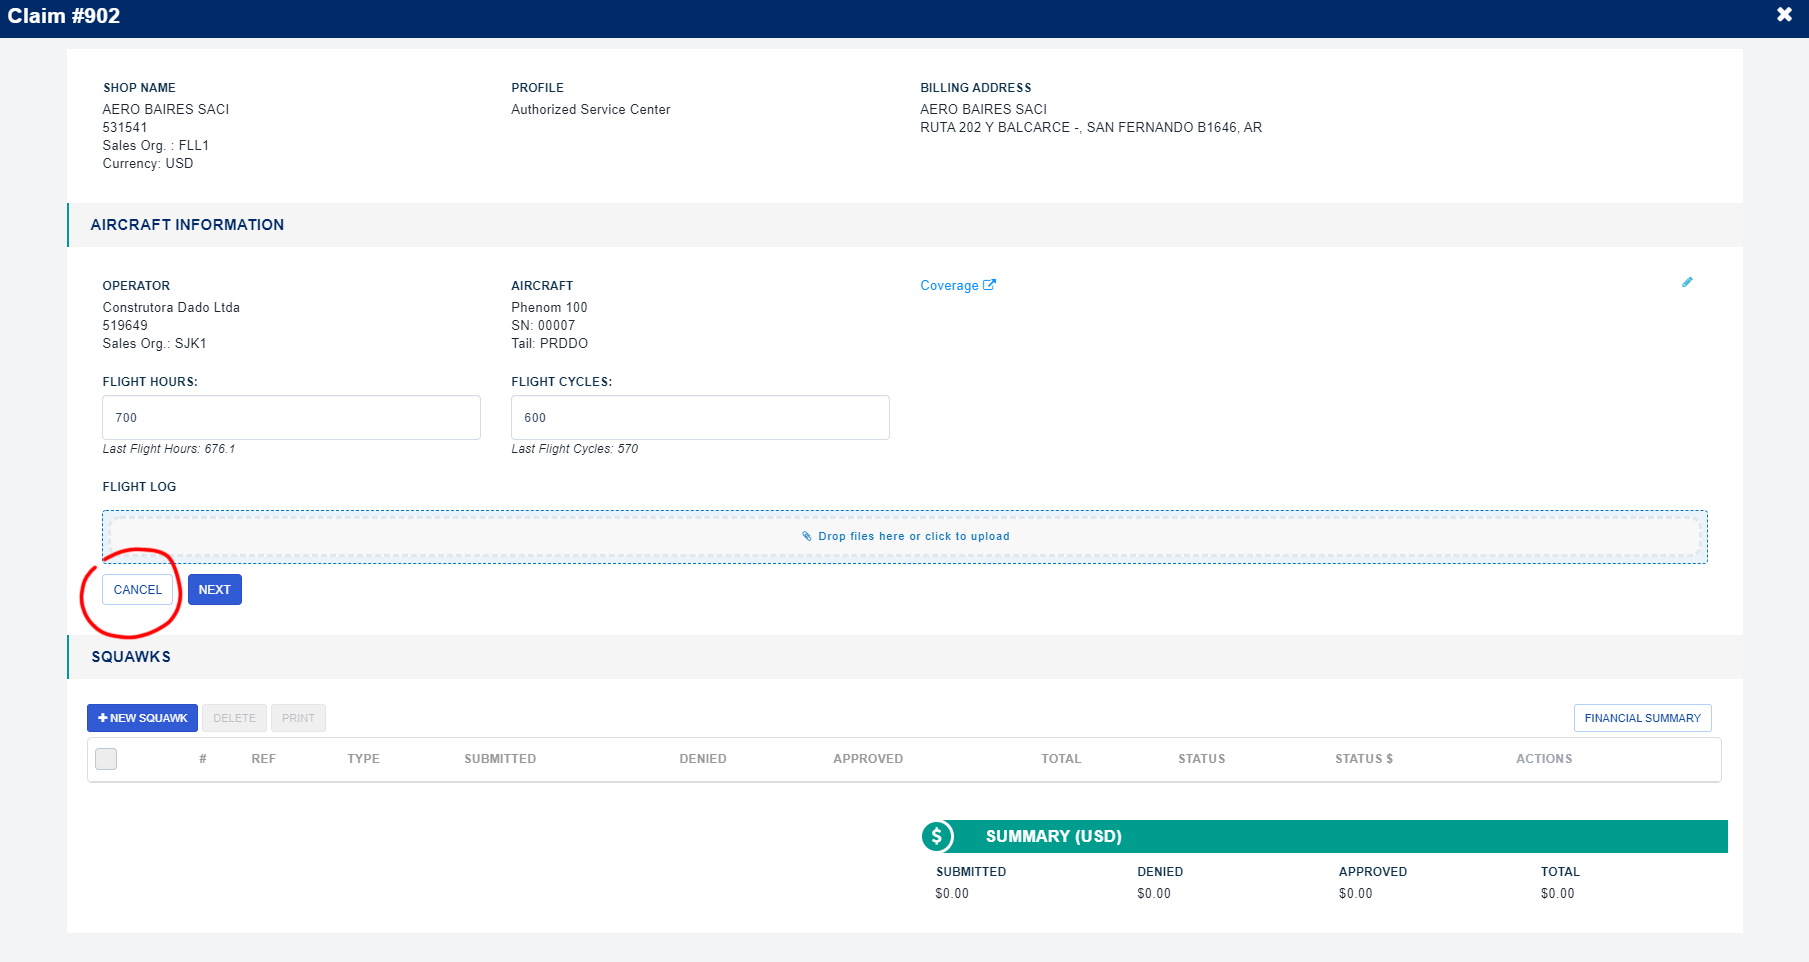 Claim #902
SHOP NAME
AERO BAIRES SACI
531541
Sales Org. : FLL1
Currency: USD
PROFILE
Authorized Service Center
BILLING ADDRESS
AERO BAIRES SACI
RUTA 202 Y BALCARCE -, SAN FERNANDO B1646, AR
AIRCRAFT INFORMATION
OPERATOR
Construtora Dado Ltda
519649
Sales Org.: SJK1
AIRCRAFT
Phenom 100
SN: 00007
Tail: PRDDO
Coverage
FLIGHT HOURS:
700
Last Flight Hours: 676.1
FLIGHT CYCLES:
600
Last Flight Cycles: 570
FLIGHT LOG
Drop files here or click to upload
CANCEL NEXT
SQUAWKS
NEW SQUAWK DELETE PRINT FINANCIAL SUMMARY
# REF TYPE SUBMITTED DENIED APPROVED TOTAL STATUS STATUS $ ACTIONS
$ SUMMARY (USD)
SUBMITTED DENIED APPROVED TOTAL
$0.00 $0.00 $0.00 $0.00